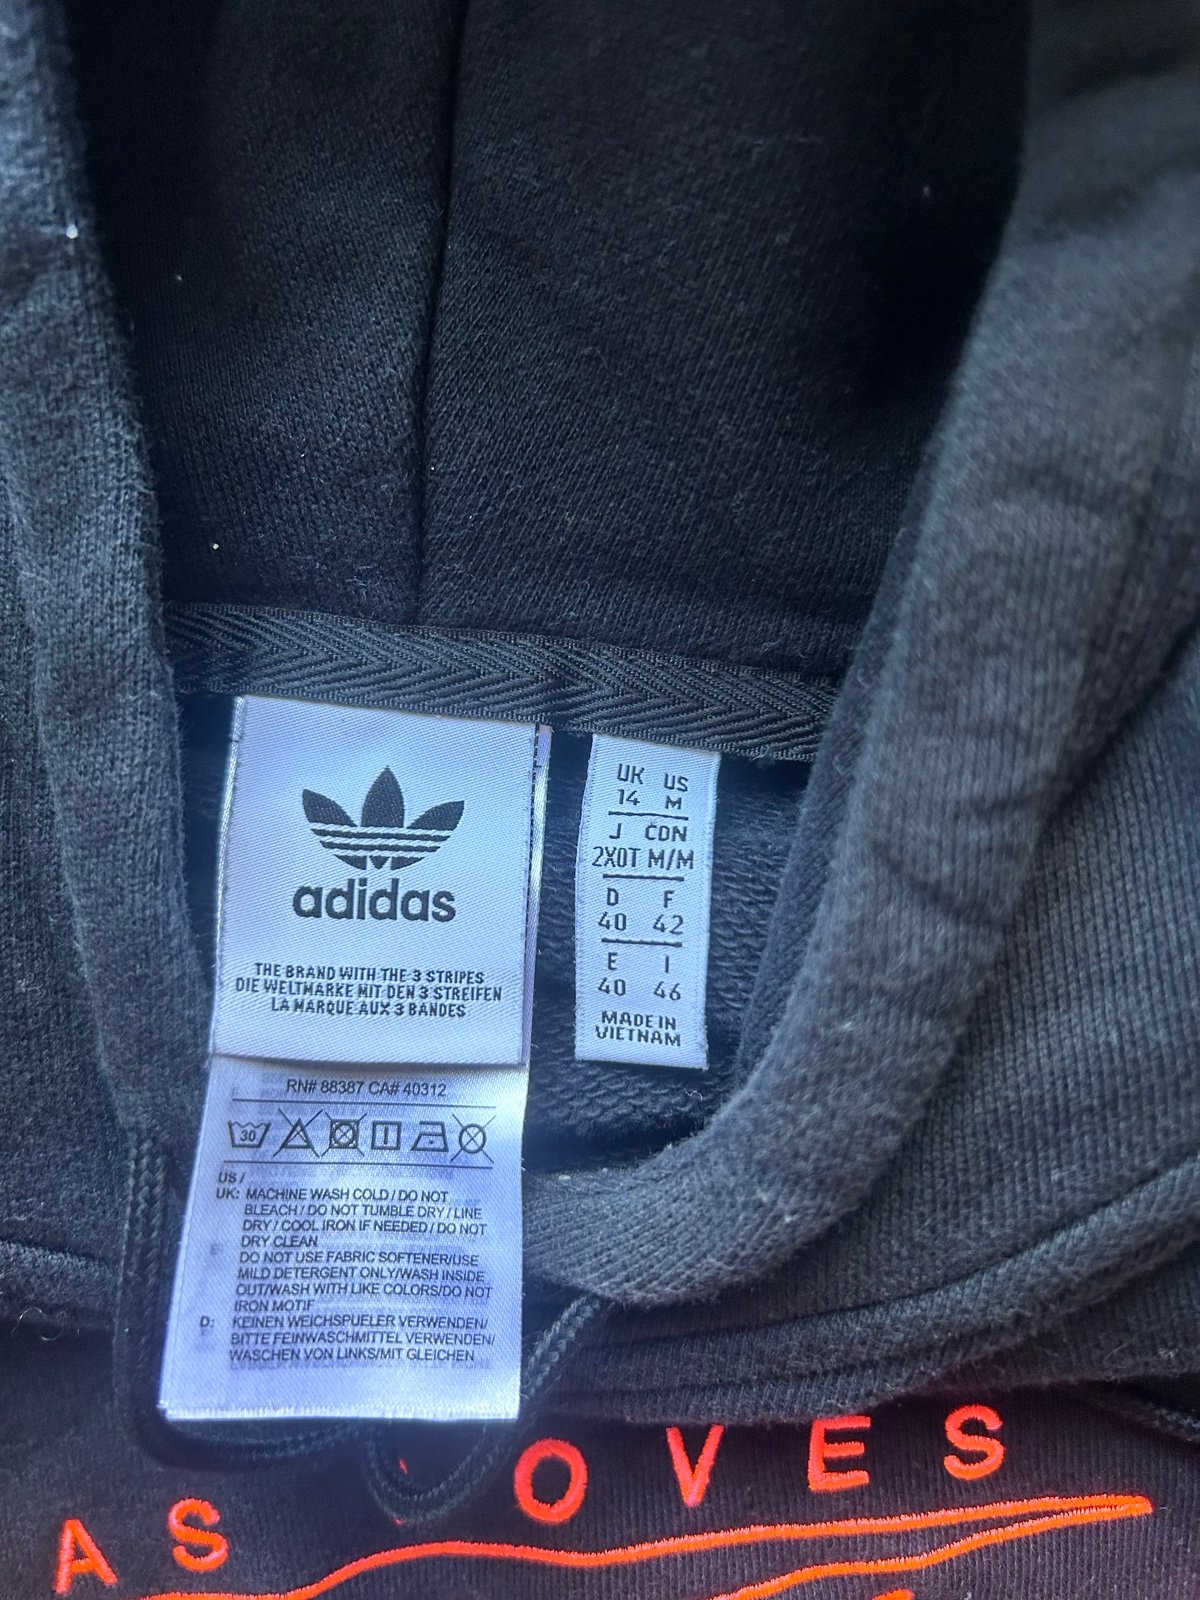 adidas
THE BRAND WITH THE 3 STRIPES
DIE WELTMARKE MIT DEN 3 STREIFEN
LA MARQUE AUX 3 BANDES
RN# 88387 CA# 40312
30
US /
UK: MACHINE WASH COLD / DO NOT
BLEACH / DO NOT TUMBLE DRY / LINE
DRY / COOL IRON IF NEEDED / DO NOT
DRY CLEAN
DO NOT USE FABRIC SOFTENER/USE
MILD DETERGENT ONLY/WASH INSIDE
OUT/WASH WITH LIKE COLORS/DO NOT
IRON MOTIF
D: KEINEN WEICHSPUELER VERWENDEN/
BITTE FEINWASCHMITTEL VERWENDEN/
WASCHEN VON LINKS/MIT GLEICHEN
UK US
14 M
J CDN
2XOT M/M
D F
40 42
E I
40 46
MADE IN
VIETNAM
AS OVES